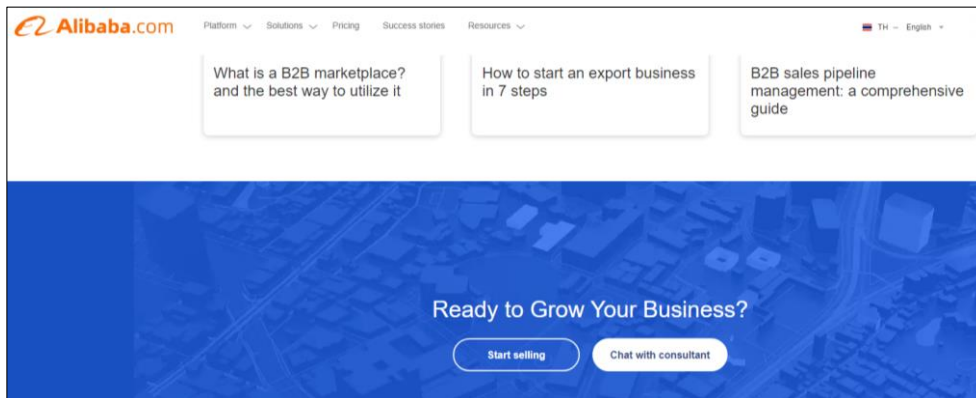 Alibaba.com Platform Solutions Pricing Success stories Resources TH – English
What is a B2B marketplace?
and the best way to utilize it
How to start an export business
in 7 steps
B2B sales pipeline
management: a comprehensive
guide
Ready to Grow Your Business?
Start selling Chat with consultant